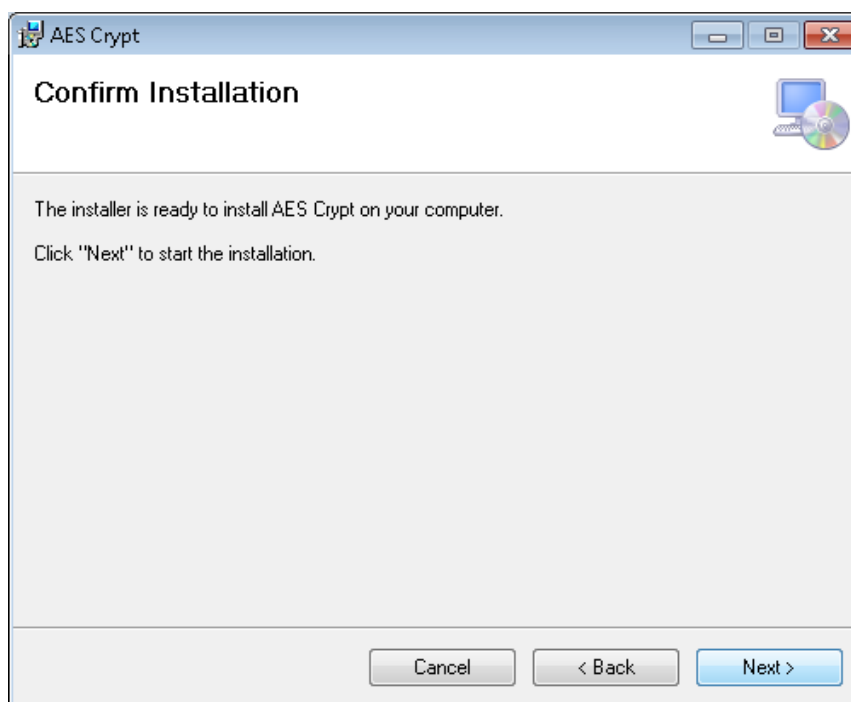 AES Crypt
Confirm Installation
The installer is ready to install AES Crypt on your computer.
Click "Next" to start the installation.
Cancel
< Back
Next >